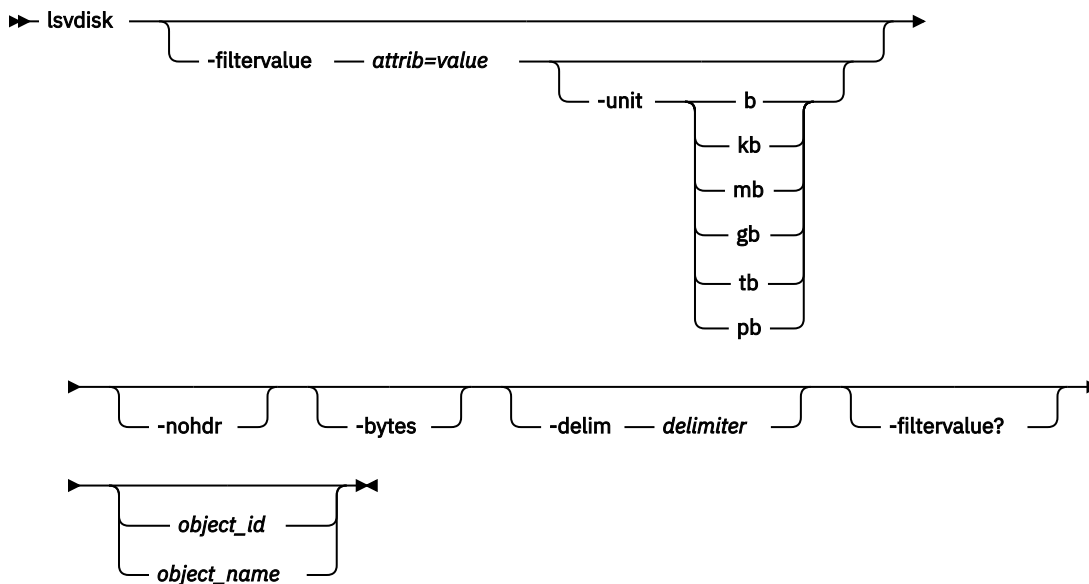 lsvdisk
-filtervalue attrib=value
-unit b
kb
mb
gb
tb
pb
-nohdr -bytes -delim delimiter -filtervalue?
object_id
object_name